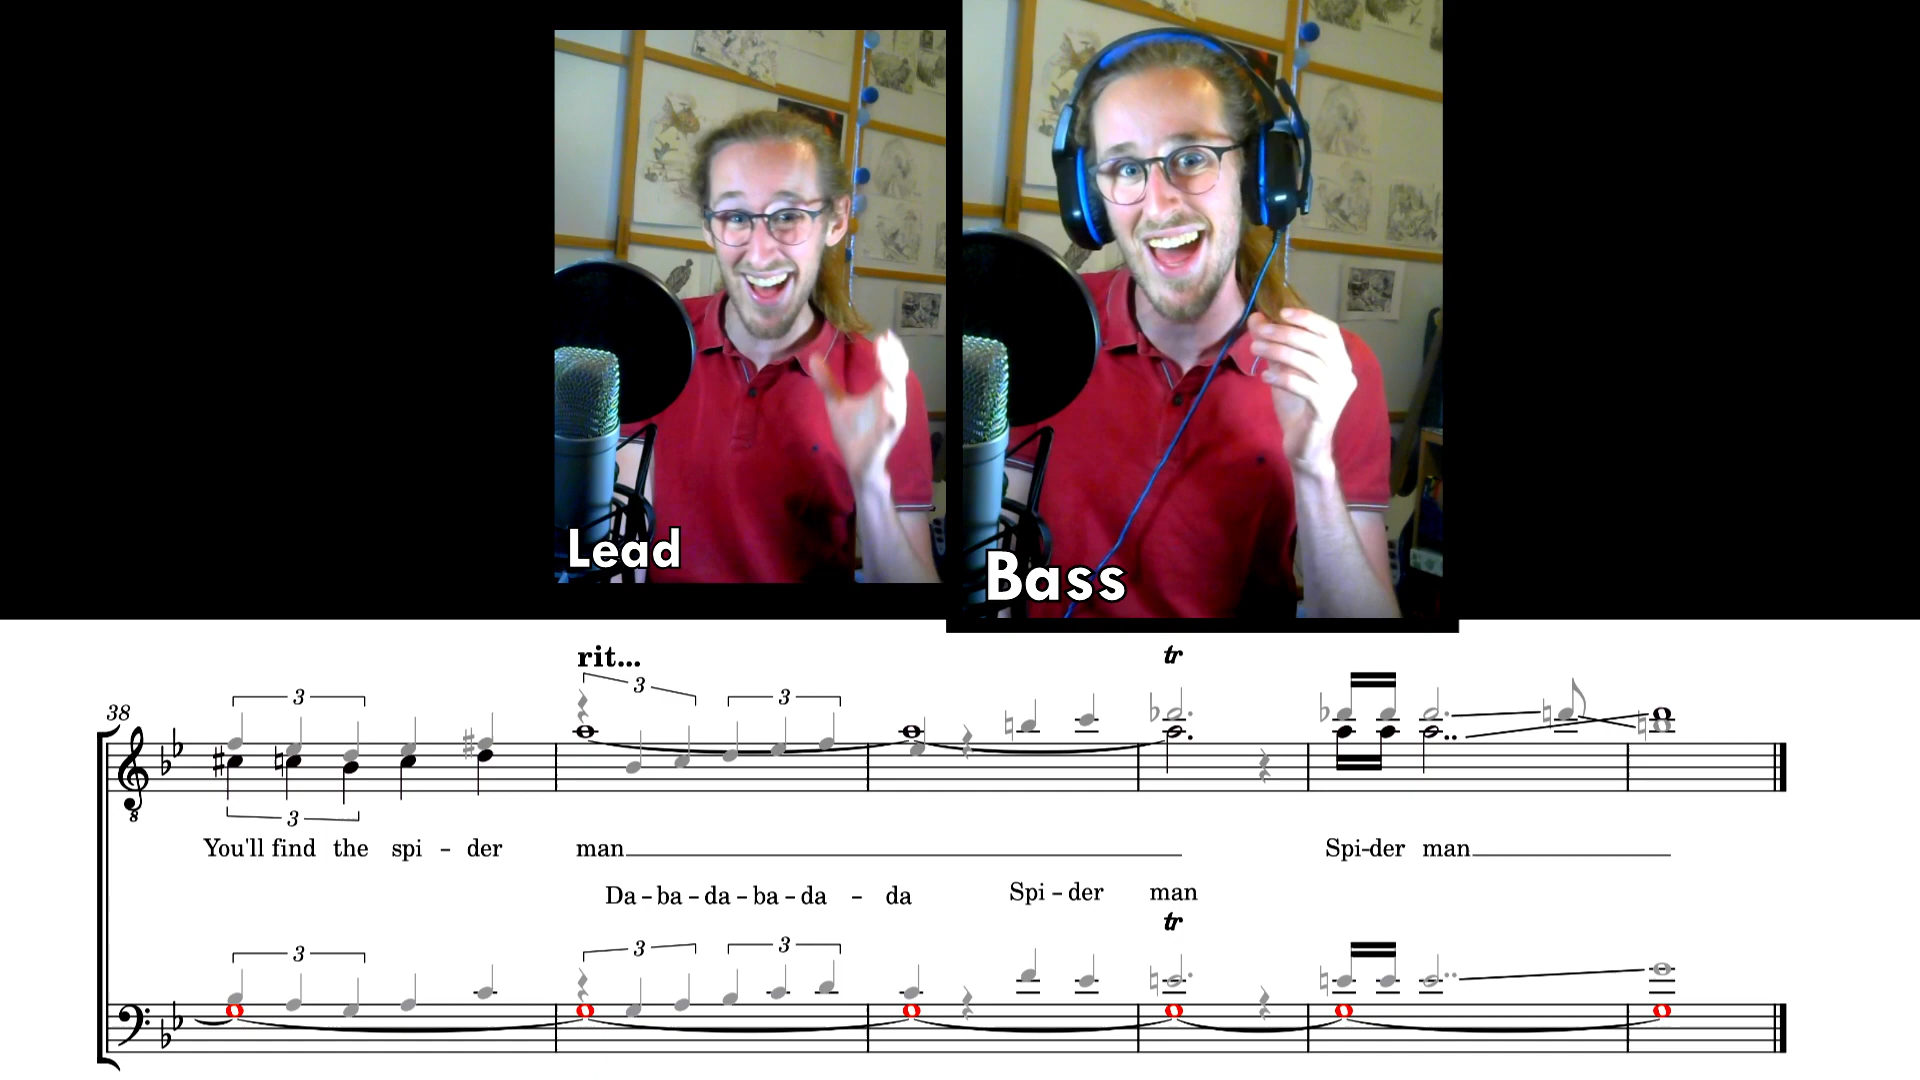 Lead
Bass
rit...
3 3 3
38 tr
3
You'll find the spi - der man Spi-der man
Da - ba - da - ba - da - da Spi - der man
tr
3 3 3
8